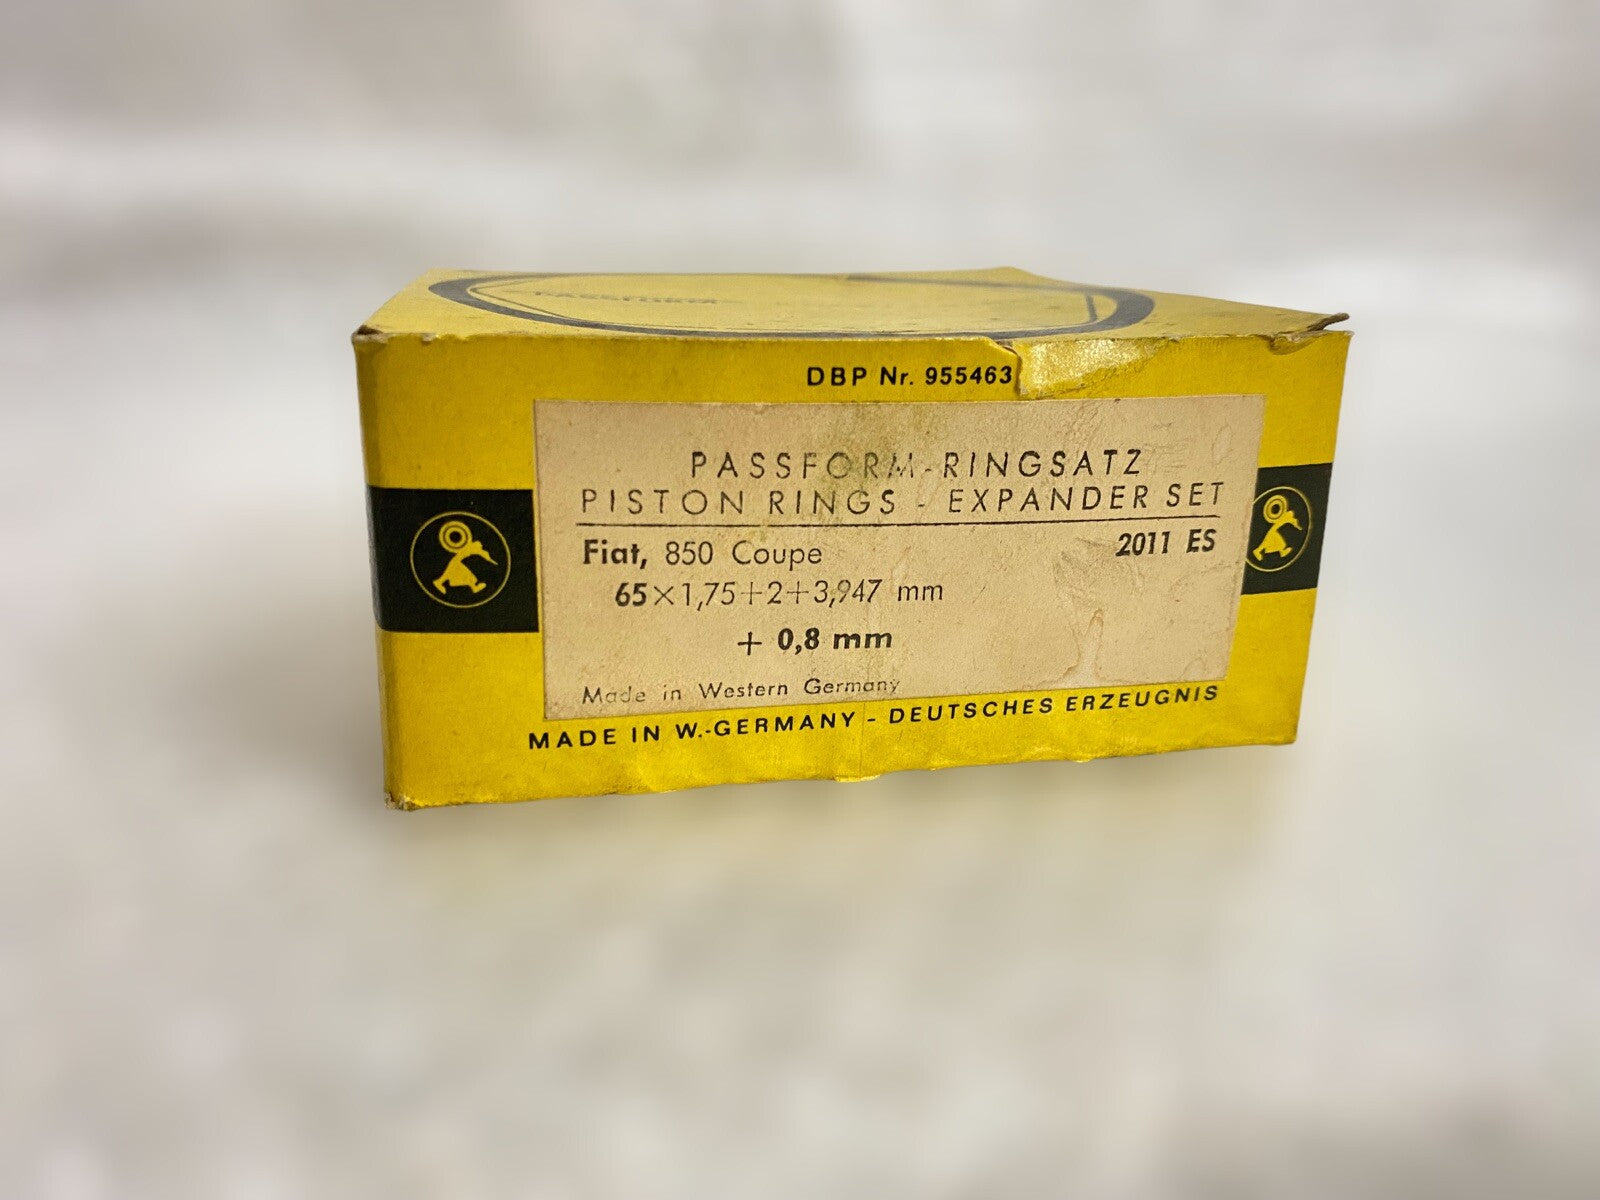 PASSFORM
DBP Nr. 955463
PASSFORM-RINGSATZ
PISTON RINGS - EXPANDER SET
Fiat, 850 Coupe 2011 ES
65×1,75+2+3,947 mm
+ 0,8 mm
Made in Western Germany
MADE IN W.-GERMANY - DEUTSCHES ERZEUGNIS